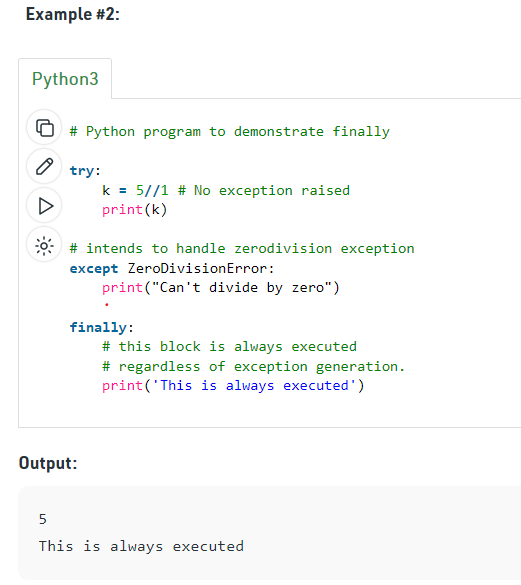 Example #2:
Python3
# Python program to demonstrate finally
try:
    k = 5//1 # No exception raised
    print(k)
# intends to handle zerodivision exception
except ZeroDivisionError:
    print("Can't divide by zero")
finally:
    # this block is always executed
    # regardless of exception generation.
    print('This is always executed')
Output:
5
This is always executed